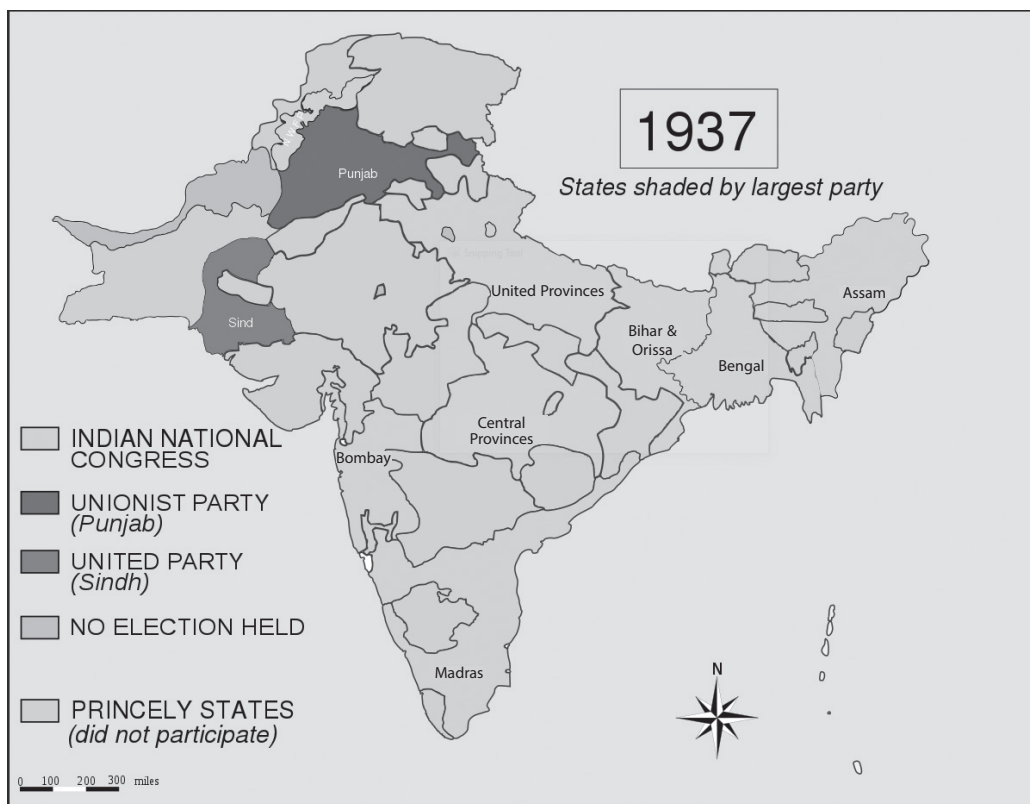 1937
States shaded by largest party
Punjab
Sind
United Provinces
Bihar &
Orissa
Bengal
Assam
Central
Provinces
Bombay
Madras
INDIAN NATIONAL
CONGRESS
UNIONIST PARTY
(Punjab)
UNITED PARTY
(Sindh)
NO ELECTION HELD
PRINCELY STATES
(did not participate)
N
0 100 200 300 miles